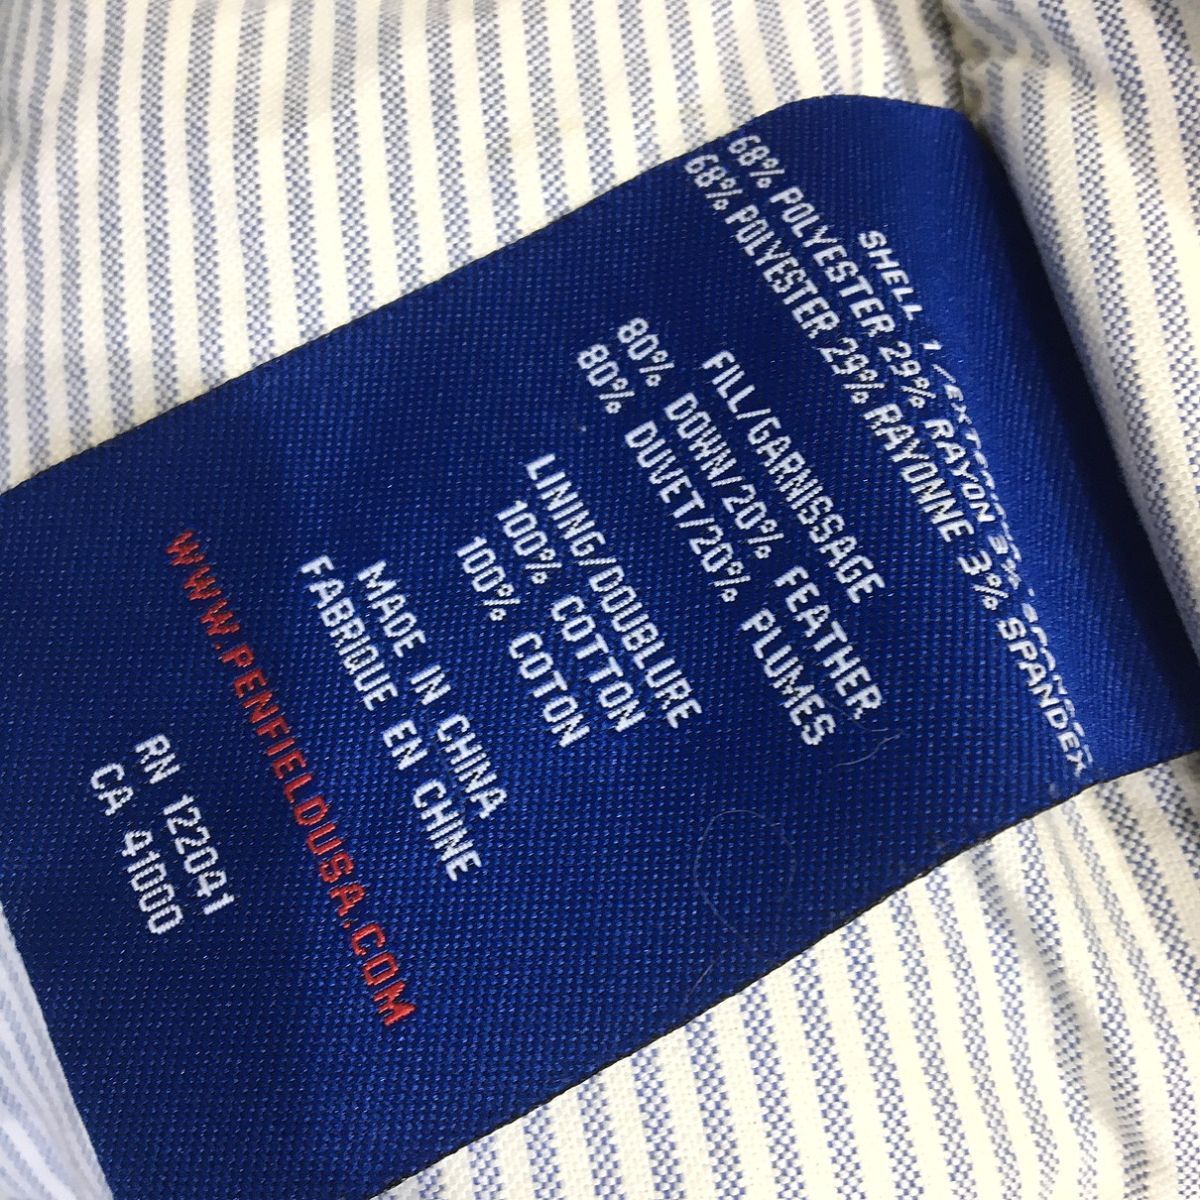 SHELL 1/EXTERIEUR
68% POLYESTER 29% RAYON 3% SPANDEX
68% POLYESTER 29% RAYONNE 3% SPANDEX
FILL/GARNISSAGE
80% DOWN/20% FEATHER
80% DUVET/20% PLUMES
LINING/DOUBLURE
100% COTTON
100% COTON
MADE IN CHINA
FABRIQUE EN CHINE
WWW.PENFIELDUSA.COM
RN 122041
CA 41000